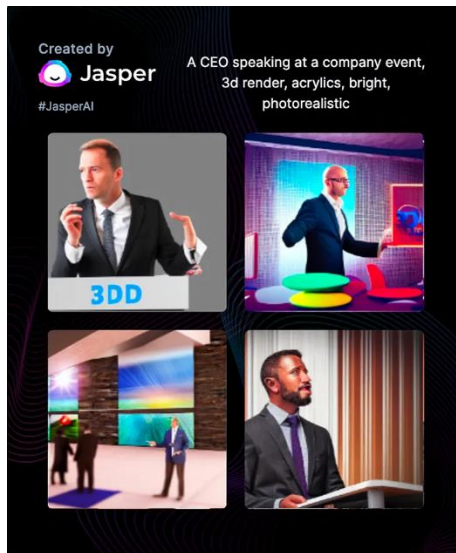 Created by
Jasper
#JasperAI
A CEO speaking at a company event,
3d render, acrylics, bright,
photorealistic
3DD